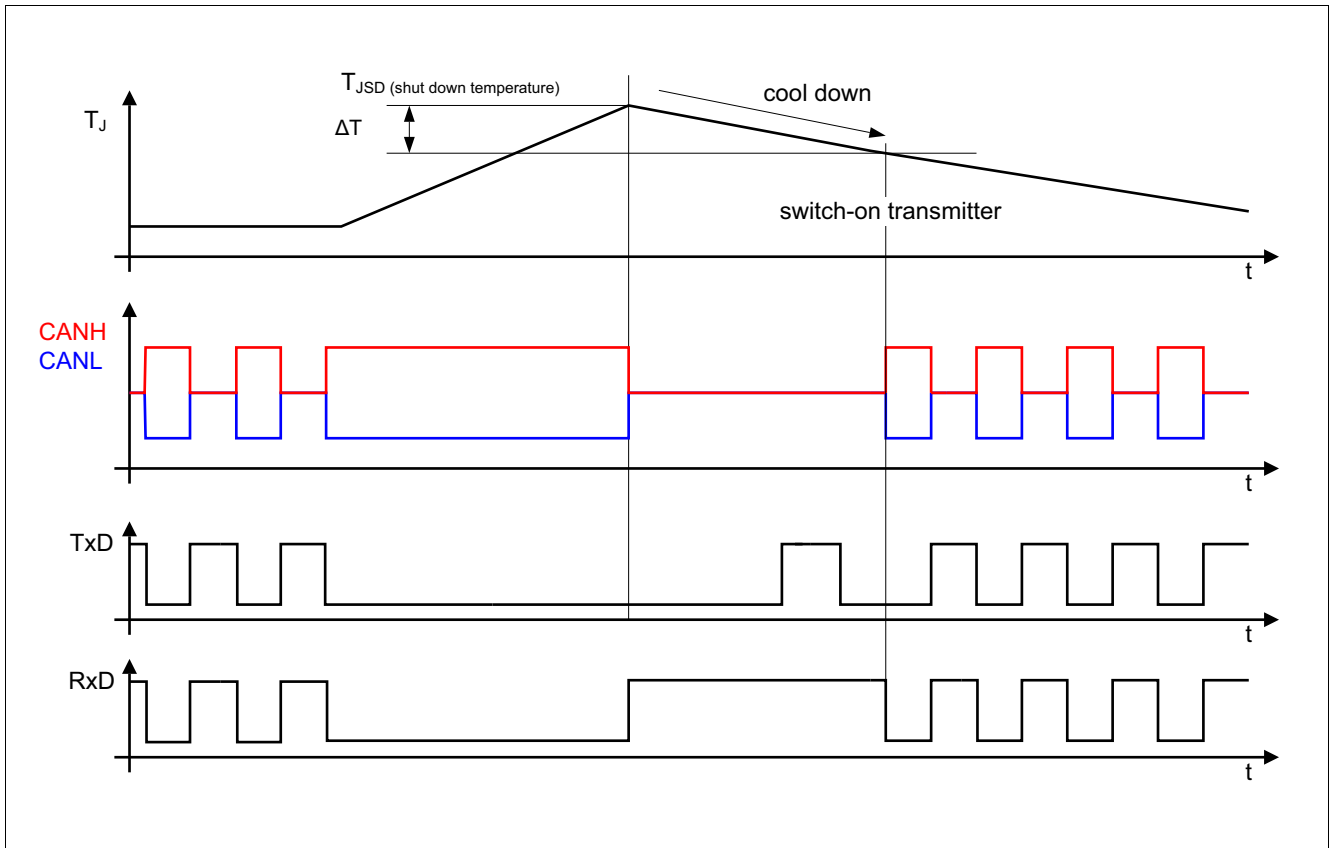 TJSD (shut down temperature)
cool down
TJ
ΔT
switch-on transmitter
t
CANH
CANL
t
TxD
t
RxD
t